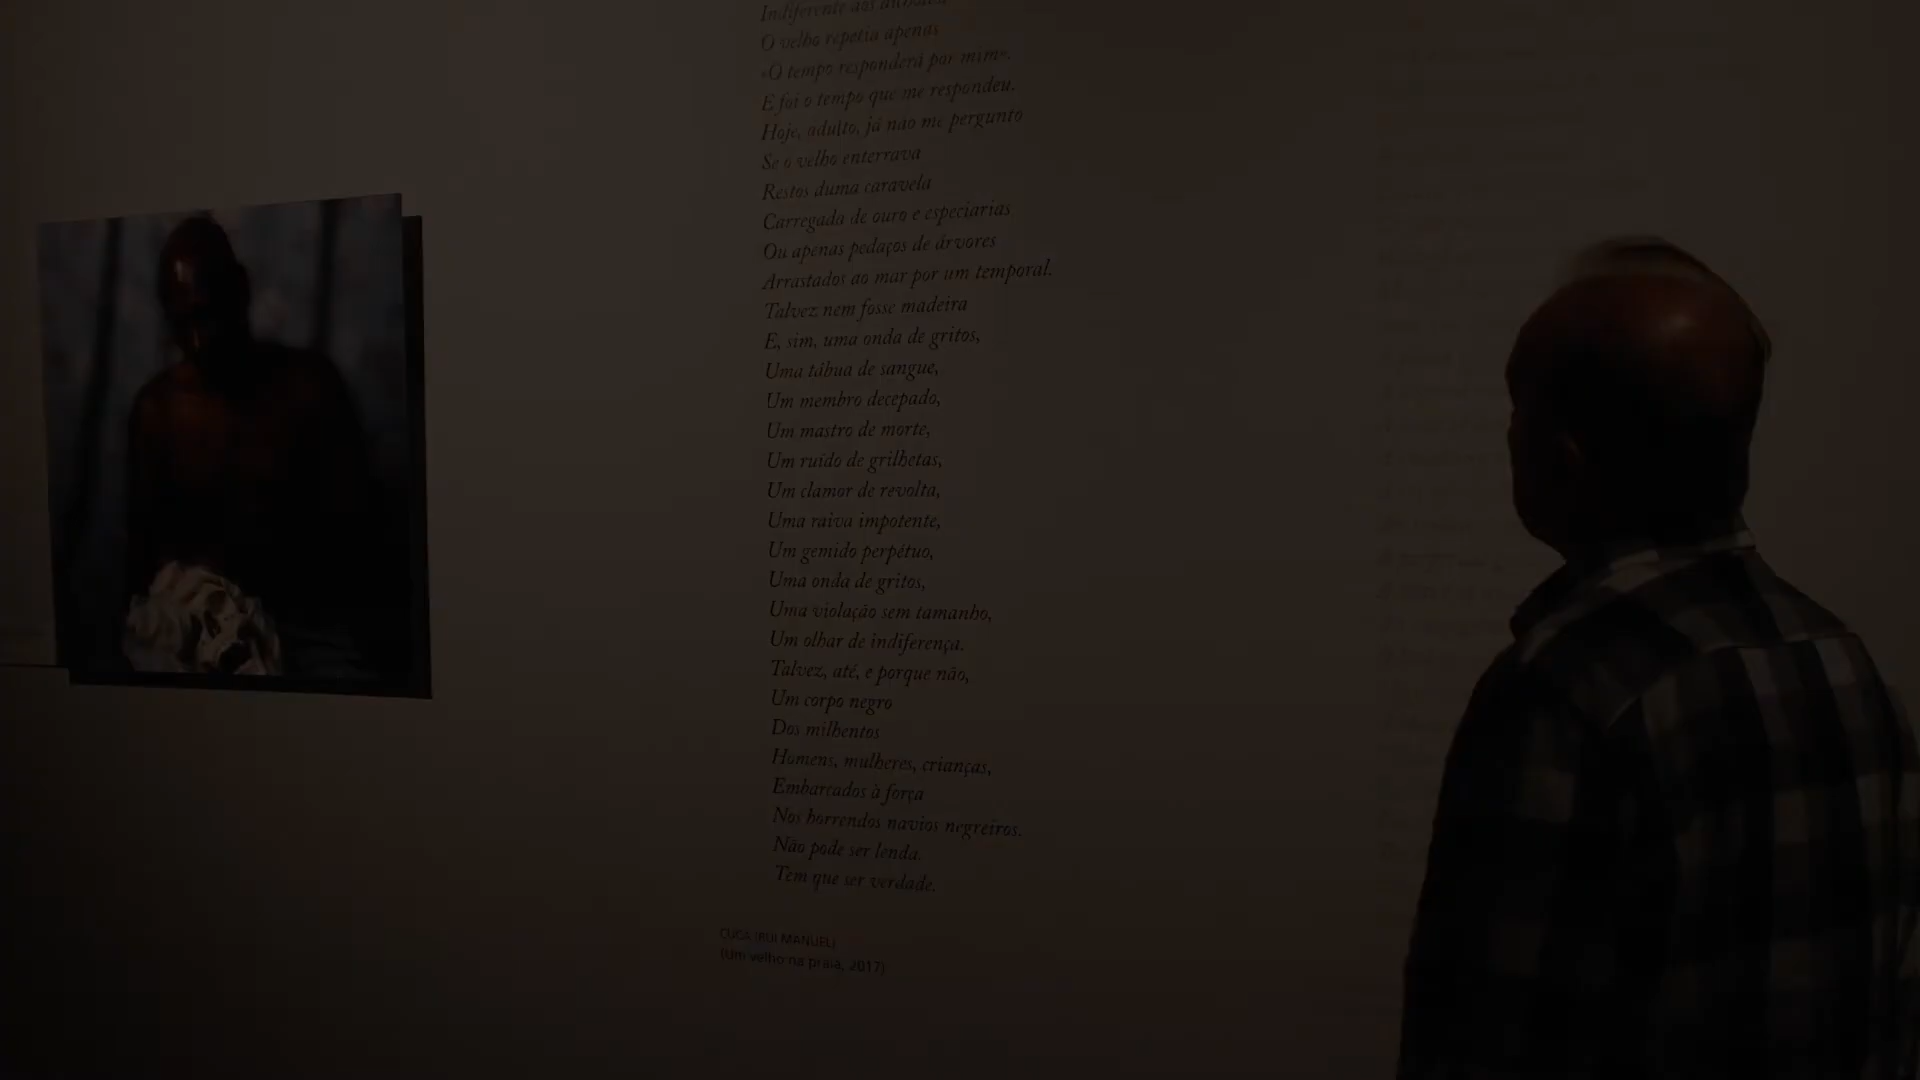 Indiferente aos
O velho repetia apenas
«O tempo responderá por mim».
E foi o tempo que me respondeu.
Hoje, adulto, já não me pergunto
Se o velho enterrava
Restos duma caravela
Carregada de ouro e especiarias
Ou apenas pedaços de árvores
Arrastados ao mar por um temporal.
Talvez nem fosse madeira
E, sim, uma onda de gritos,
Uma tábua de sangue,
Um membro decepado,
Um mastro de morte,
Um ruído de grilhetas,
Um clamor de revolta,
Uma raiva impotente,
Um gemido perpétuo,
Uma onda de gritos,
Uma violação sem tamanho,
Um olhar de indiferença.
Talvez, até, e porque não,
Um corpo negro
Dos milhentos
Homens, mulheres, crianças,
Embarcados à força
Nos horrendos navios negreiros.
Não pode ser lenda.
Tem que ser verdade.
CUCA (RUI MANUEL)
(Um velho na praia, 2017)